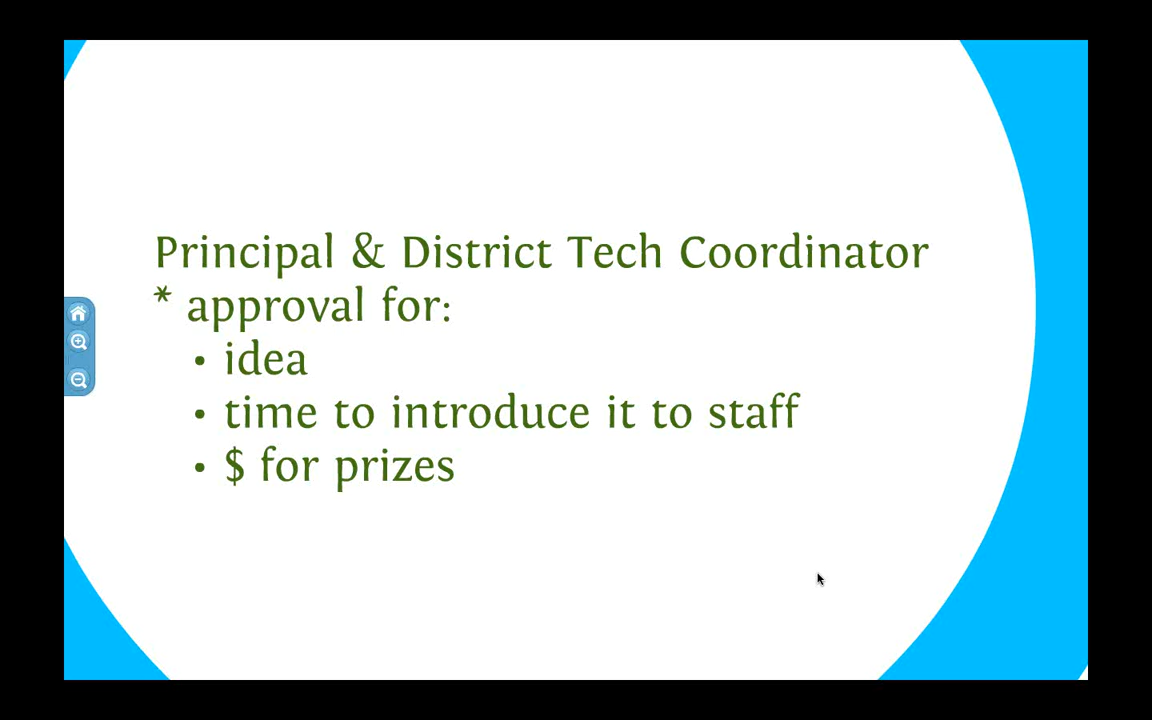 Principal & District Tech Coordinator
* approval for:
• idea
• time to introduce it to staff
• $ for prizes